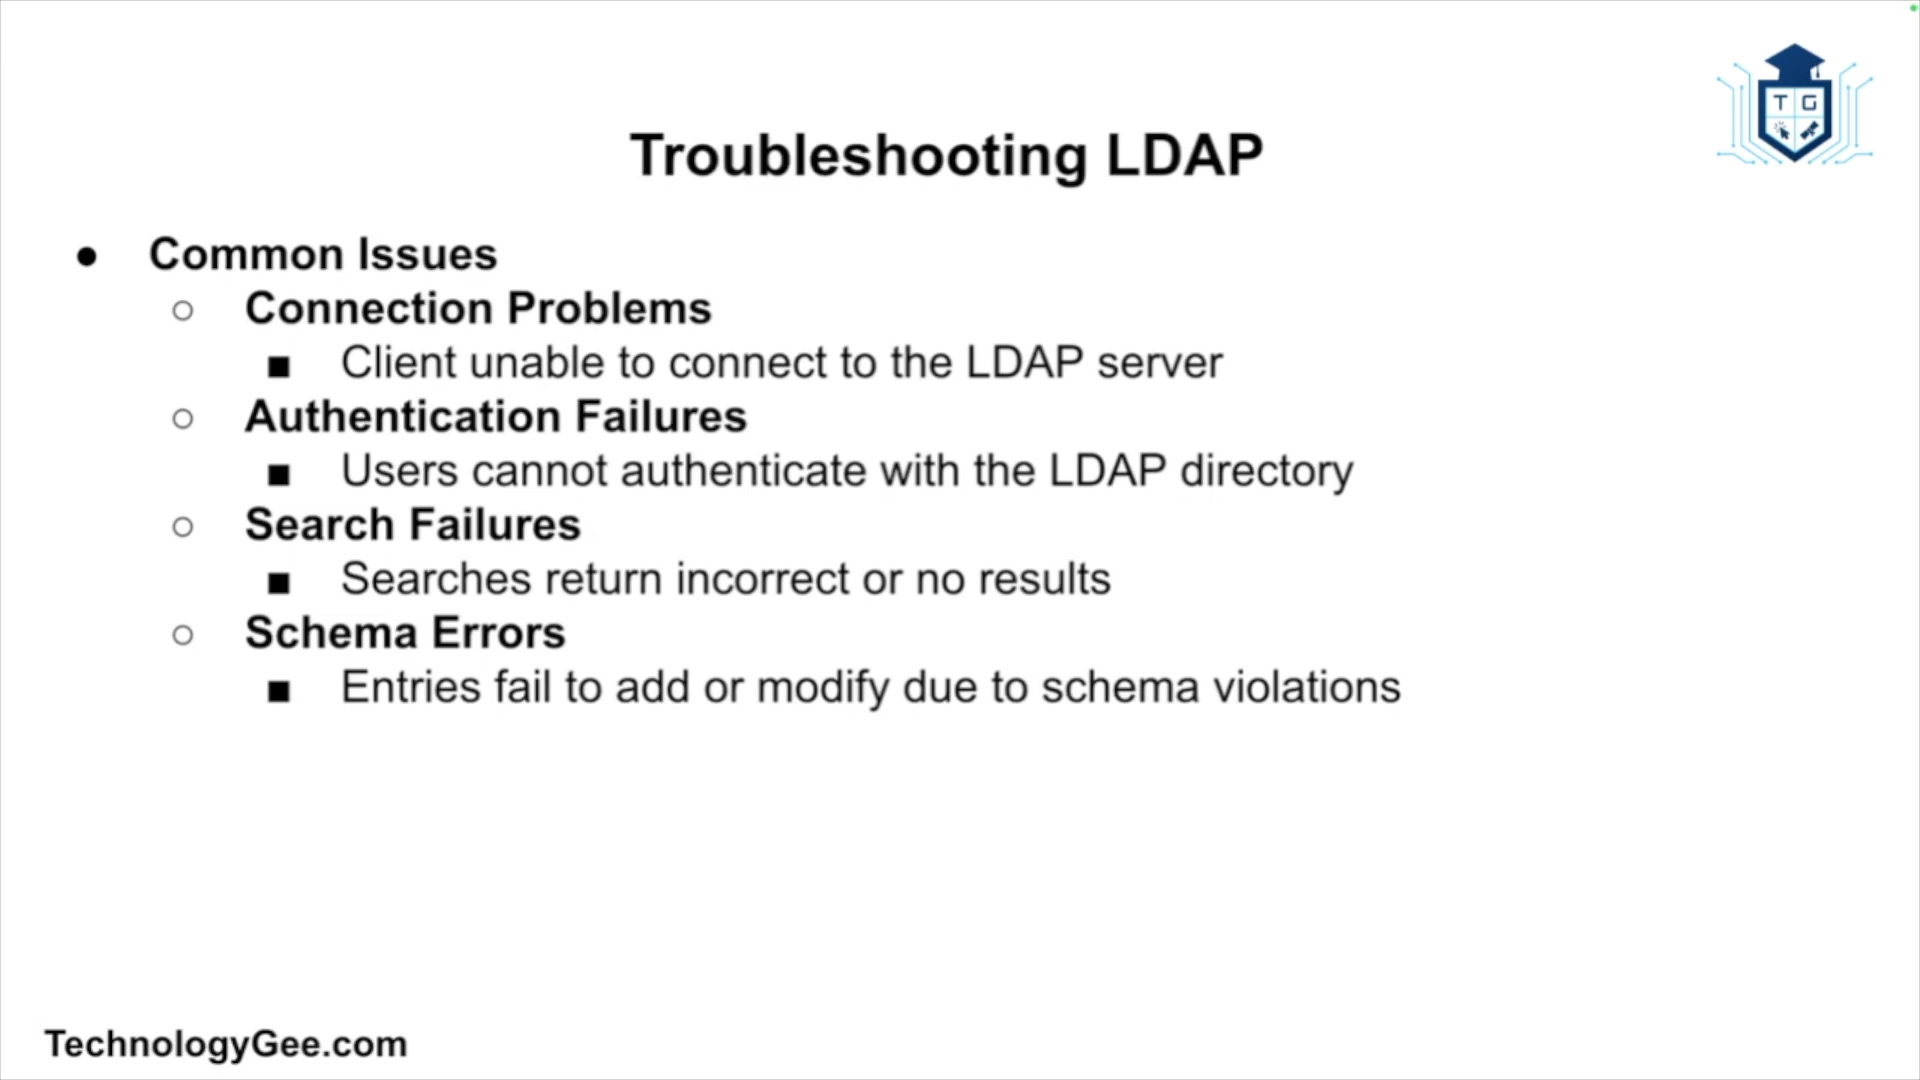 T G
Troubleshooting LDAP
● Common Issues
○ Connection Problems
■ Client unable to connect to the LDAP server
○ Authentication Failures
■ Users cannot authenticate with the LDAP directory
○ Search Failures
■ Searches return incorrect or no results
○ Schema Errors
■ Entries fail to add or modify due to schema violations
TechnologyGee.com